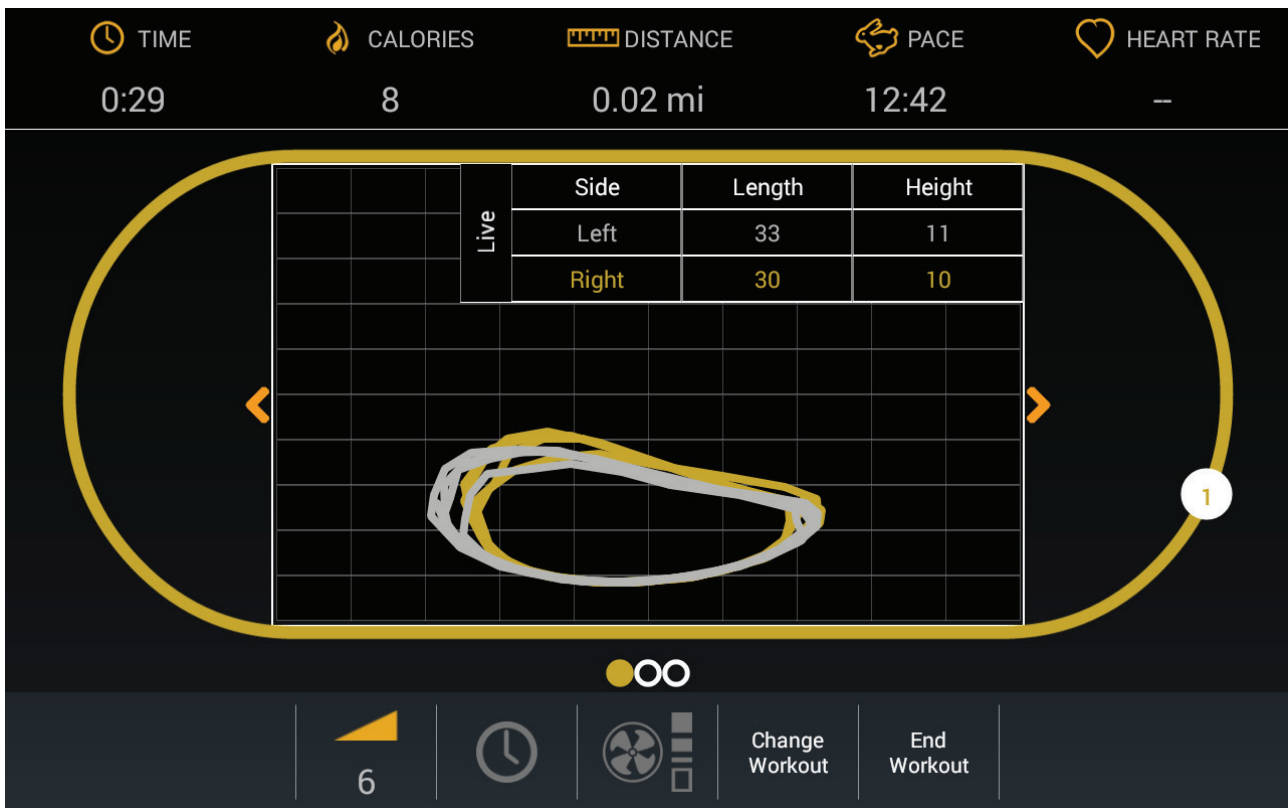 TIME CALORIES DISTANCE PACE HEART RATE
0:29 8 0.02 mi 12:42 --
Live
Side Length Height
Left 33 11
Right 30 10
1
6
Change
Workout
End
Workout